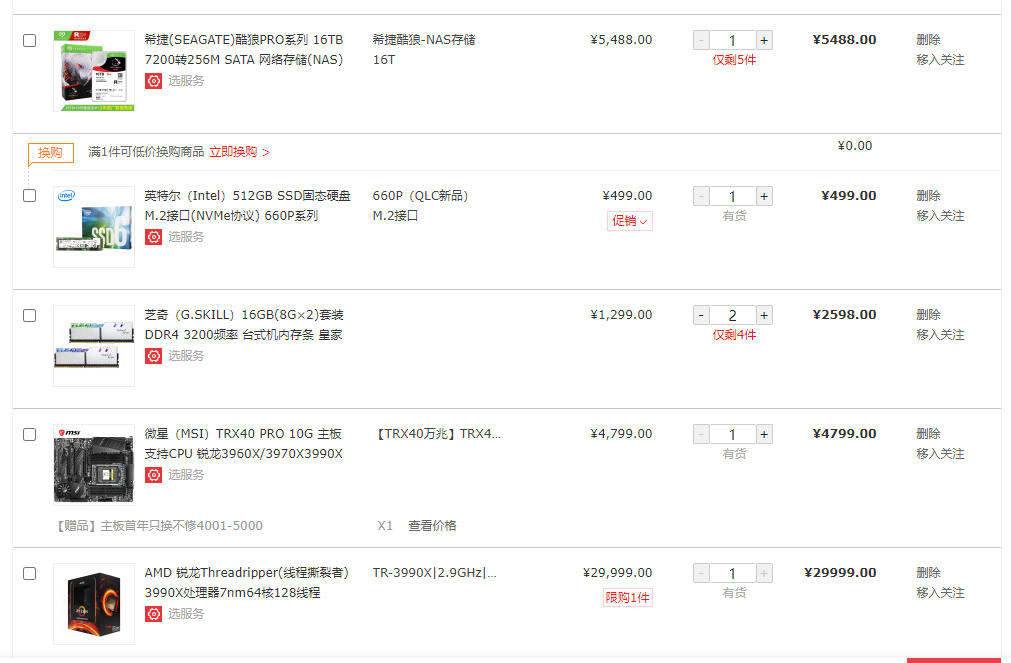 希捷(SEAGATE)酷狼PRO系列 16TB 希捷酷狼-NAS存储 ¥5,488.00 - 1 + ¥5488.00 删除
7200转256M SATA 网络存储(NAS) 16T 仅剩5件 移入关注
选服务
换购 满1件可低价换购商品 立即换购 > ¥0.00
英特尔（Intel）512GB SSD固态硬盘 660P（QLC新品） ¥499.00 - 1 + ¥499.00 删除
M.2接口(NVMe协议) 660P系列 M.2接口 促销 有货 移入关注
选服务
芝奇（G.SKILL）16GB(8G×2)套装 ¥1,299.00 - 2 + ¥2598.00 删除
DDR4 3200频率 台式机内存条 皇家 仅剩4件 移入关注
选服务
微星（MSI）TRX40 PRO 10G 主板 【TRX40万兆】TRX4... ¥4,799.00 - 1 + ¥4799.00 删除
支持CPU 锐龙3960X/3970X3990X 有货 移入关注
选服务
【赠品】主板首年只换不修4001-5000 X1 查看价格
AMD 锐龙Threadripper(线程撕裂者) TR-3990X|2.9GHz|... ¥29,999.00 - 1 + ¥29999.00 删除
3990X处理器7nm64核128线程 限购1件 有货 移入关注
选服务